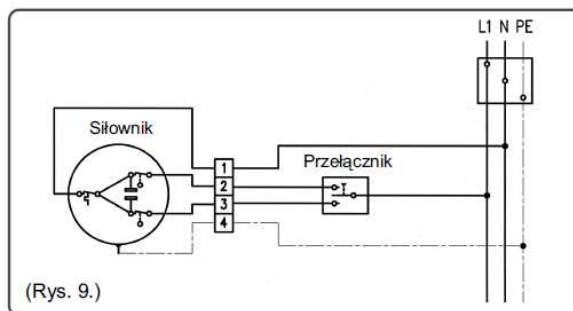 L1 N PE
Siłownik
Przełącznik
1
2
3
4
(Rys. 9.)